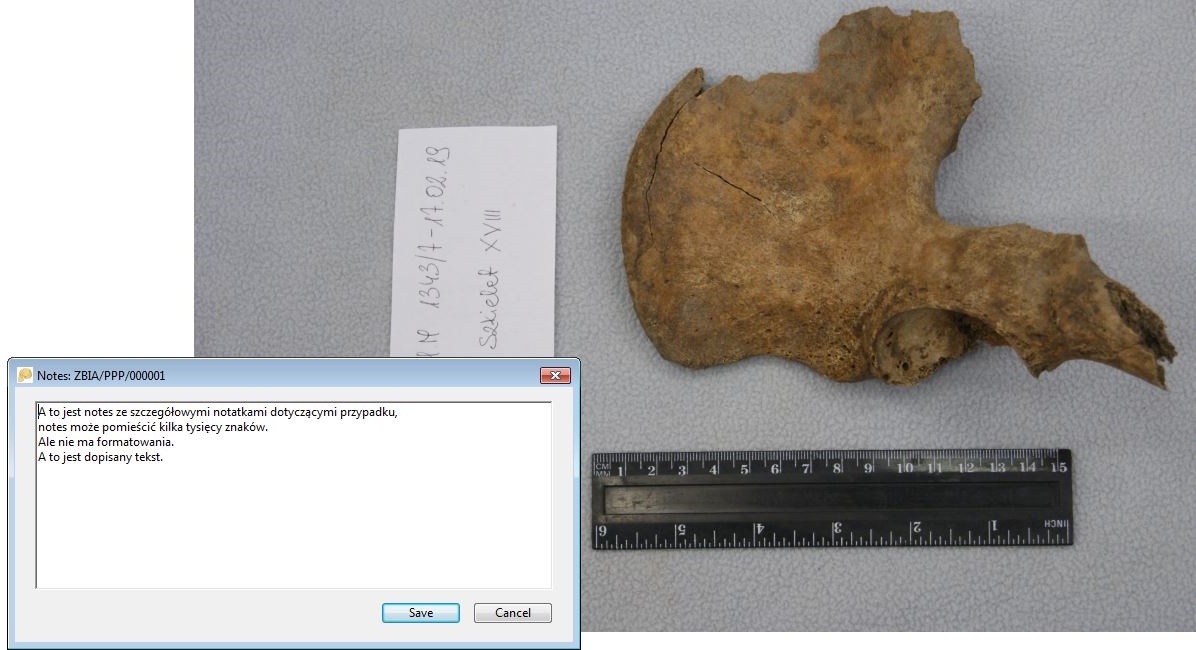 1343/7-17.02.19
Szkielet XVIII
Notes: ZBIA/PPP/000001
A to jest notes ze szczegółowymi notatkami dotyczącymi przypadku,
notes może pomieścić kilka tysięcy znaków.
Ale nie ma formatowania.
A to jest dopisany tekst.
Save Cancel
CM 1 2 3 4 5 6 7 8 9 10 11 12 13 14 15
MM
6 5 4 3 2 1 INCH